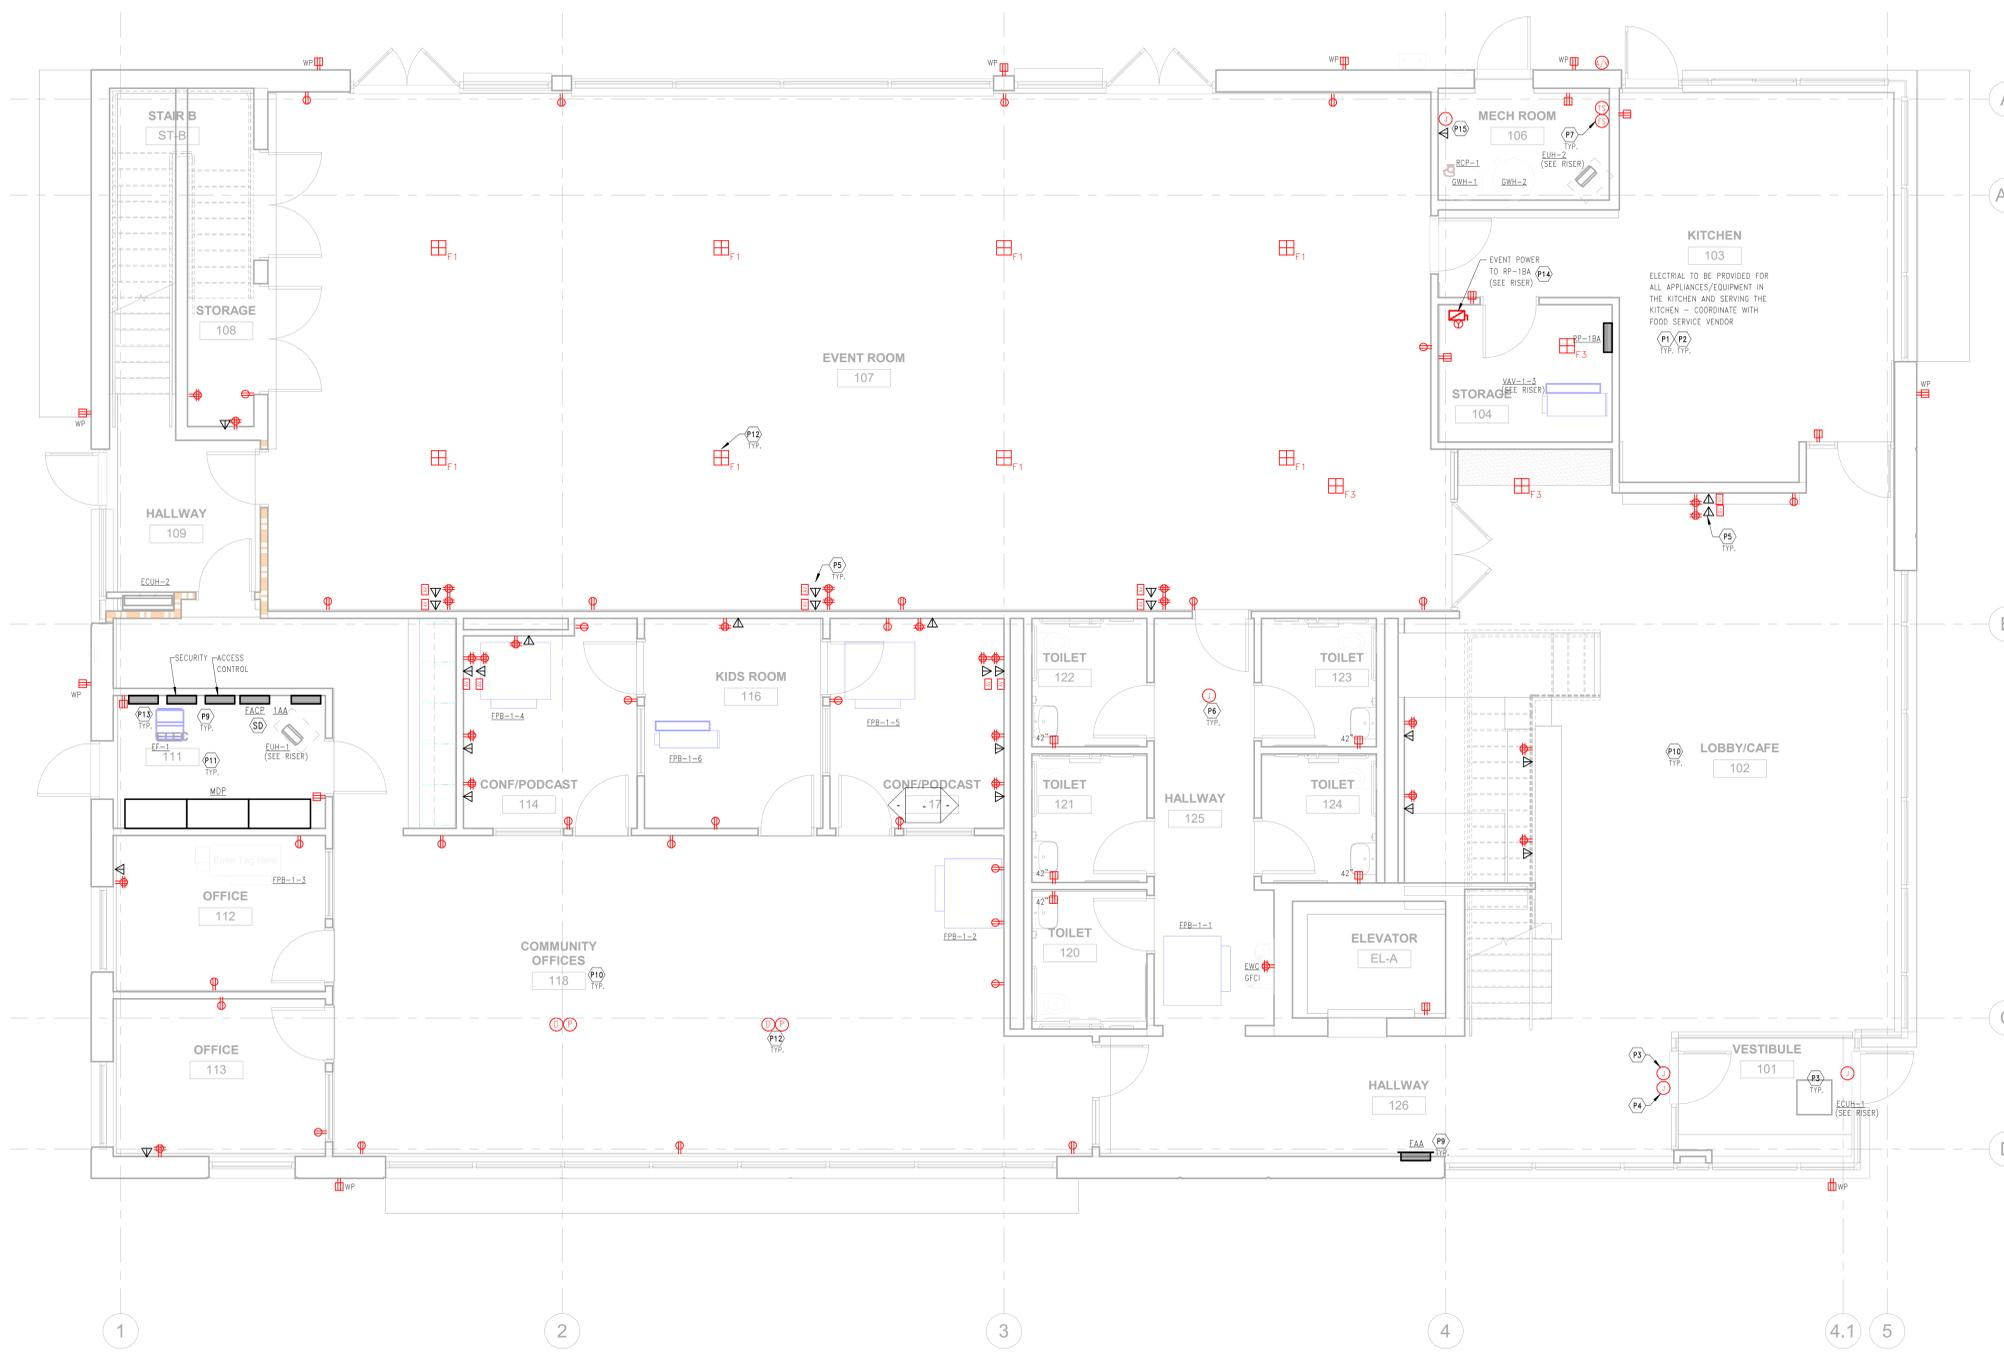 WP
WP
WP
WP
A
STAIR B
ST-B
MECH ROOM
106
J
P15
P7
TYP.
TS
FS
RCP-1
EUH-2
(SEE RISER)
GWH-1
GWH-2
KITCHEN
103
ELECTRIAL TO BE PROVIDED FOR
ALL APPLIANCES/EQUIPMENT IN
THE KITCHEN AND SERVING THE
KITCHEN - COORDINATE WITH
FOOD SERVICE VENDOR
P1 P2
TYP. TYP.
F1
F1
F1
F1
EVENT POWER
TO RP-1BA
(SEE RISER)
P14
STORAGE
108
EVENT ROOM
107
RP-1BA
F3
VAV-1-3
(SEE RISER)
STORAGE
104
WP
WP
P12
TYP.
F1
F1
F1
F1
F3
F3
HALLWAY
109
P5
TYP.
P5
TYP.
ECUH-2
SECURITY
ACCESS
CONTROL
WP
P13
TYP.
P9
TYP.
FACP
1AA
SD
EF-1
111
P11
TYP.
EUH-1
(SEE RISER)
MDP
FPB-1-4
KIDS ROOM
116
FPB-1-6
FPB-1-5
CONF/PODCAST
114
CONF/PODCAST
17
TOILET
122
TOILET
123
J
P6
TYP.
42"
42"
TOILET
121
TOILET
124
HALLWAY
125
42"
42"
42"
P10
TYP.
LOBBY/CAFE
102
Enter Tag Here
FPB-1-3
OFFICE
112
FPB-1-2
COMMUNITY
OFFICES
118
P10
TYP.
TOILET
120
FPB-1-1
EWC
GFCI
ELEVATOR
EL-A
D P
D P
P12
TYP.
OFFICE
113
HALLWAY
126
VESTIBULE
101
P3
J
J
P4
P3
TYP.
J
ECUH-1
(SEE RISER)
FAA
P9
TYP.
WP
WP
1
2
3
4
4.1
5